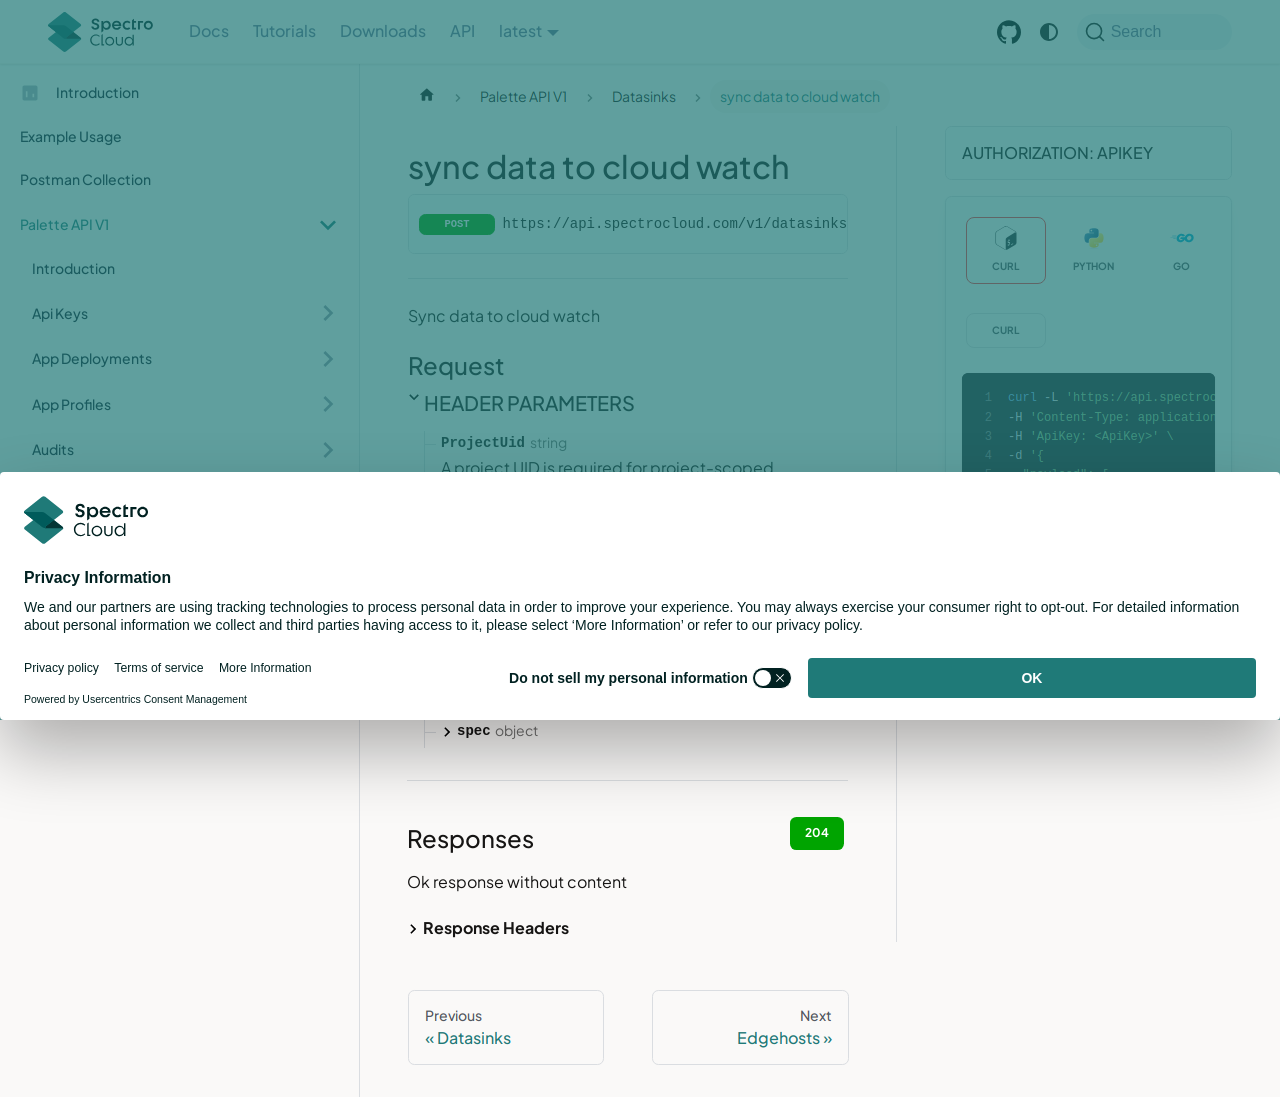 Spectro
Cloud
Docs
Tutorials
Downloads
API
latest
Search
Introduction
Example Usage
Postman Collection
Palette API V1
Introduction
Api Keys
App Deployments
App Profiles
Audits
Palette API V1
Datasinks
sync data to cloud watch
sync data to cloud watch
POST https://api.spectrocloud.com/v1/datasinks
Sync data to cloud watch
Request
HEADER PARAMETERS
ProjectUid string
A project UID is required for project-scoped
AUTHORIZATION: APIKEY
CURL
PYTHON
GO
CURL
1 curl -L 'https://api.spectroc
2 -H 'Content-Type: application
3 -H 'ApiKey: <ApiKey>' \
4 -d '{
Spectro
Cloud
Privacy Information
We and our partners are using tracking technologies to process personal data in order to improve your experience. You may always exercise your consumer right to opt-out. For detailed information
about personal information we collect and third parties having access to it, please select ‘More Information’ or refer to our privacy policy.
Privacy policy
Terms of service
More Information
Powered by Usercentrics Consent Management
Do not sell my personal information
OK
spec object
Responses
204
Ok response without content
Response Headers
Previous
« Datasinks
Next
Edgehosts »